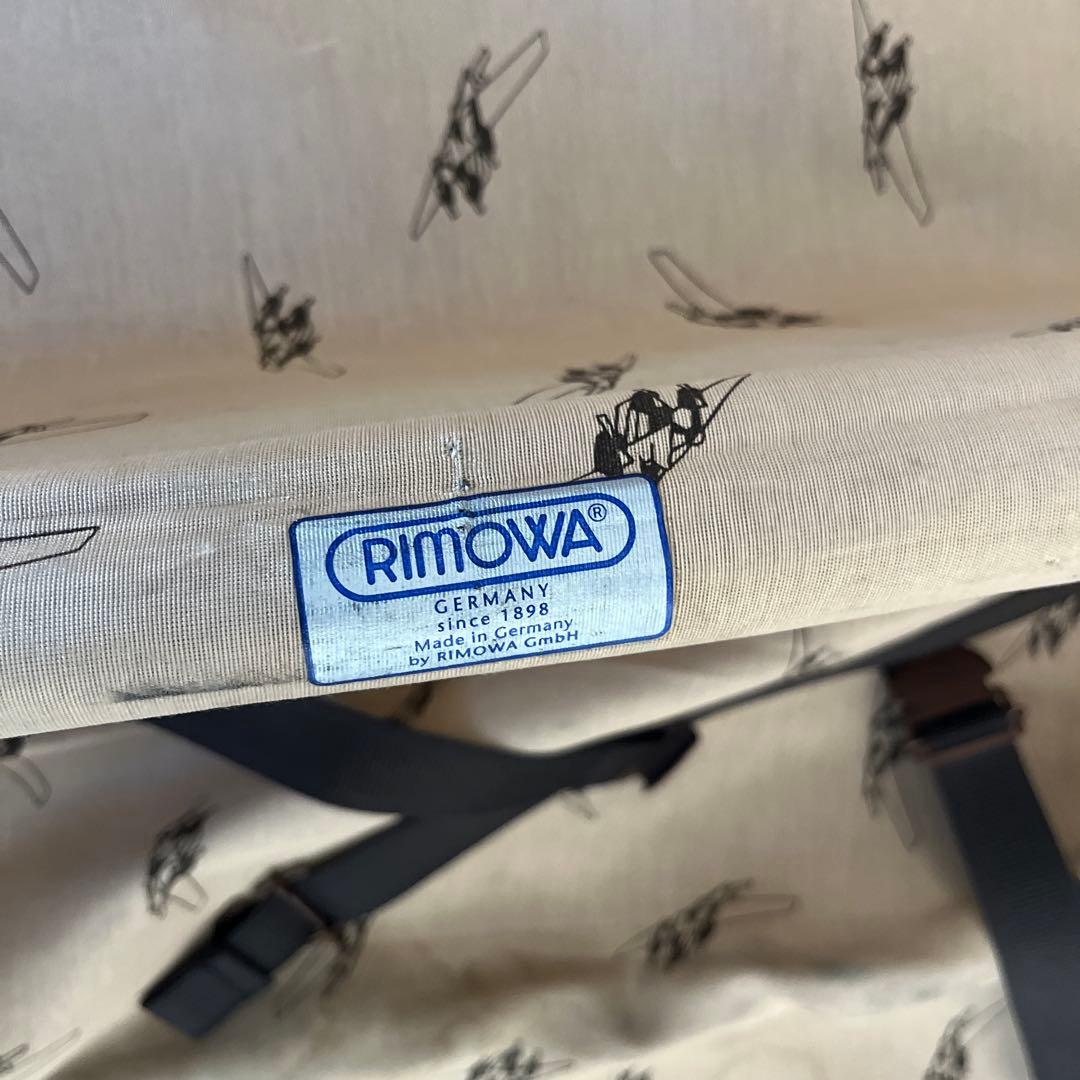 RIMOWA®
GERMANY
since 1898
Made in Germany
by RIMOWA GmbH